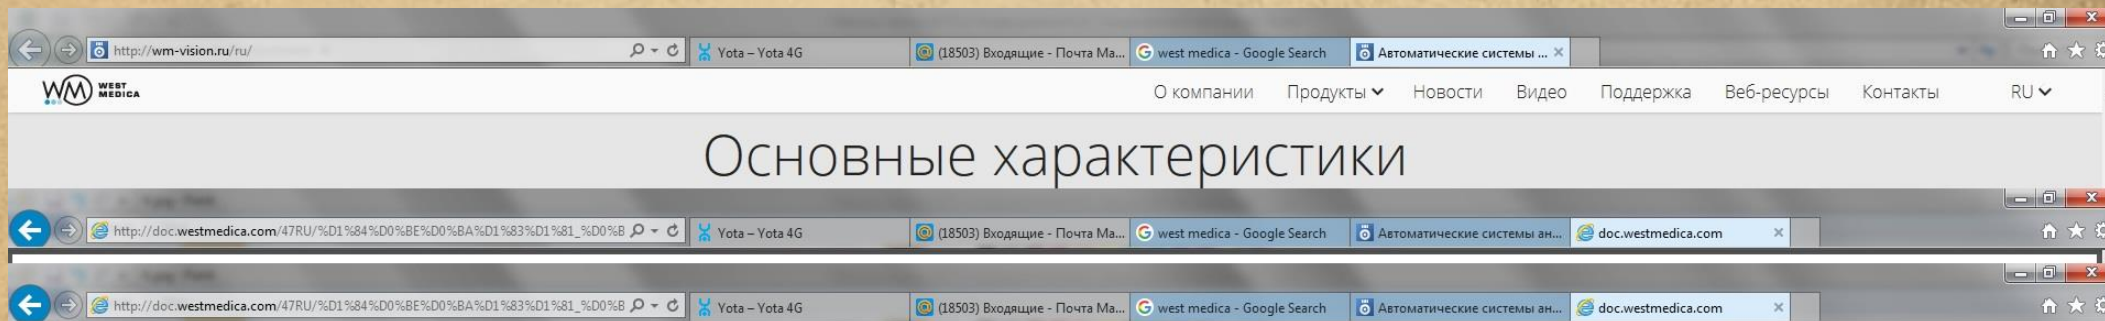 http://wm-vision.ru/ru/ Yota – Yota 4G (18503) Входящие - Почта Ма... west medica - Google Search Автоматические системы ...
WM WEST MEDICA О компании Продукты Новости Видео Поддержка Веб-ресурсы Контакты RU
Основные характеристики
http://doc.westmedica.com/47RU/%D1%84%D0%BE%D0%BA%D1%83%D1%81_%D0%B Yota – Yota 4G (18503) Входящие - Почта Ма... west medica - Google Search Автоматические системы ан... doc.westmedica.com
http://doc.westmedica.com/47RU/%D1%84%D0%BE%D0%BA%D1%83%D1%81_%D0%B Yota – Yota 4G (18503) Входящие - Почта Ма... west medica - Google Search Автоматические системы ан... doc.westmedica.com